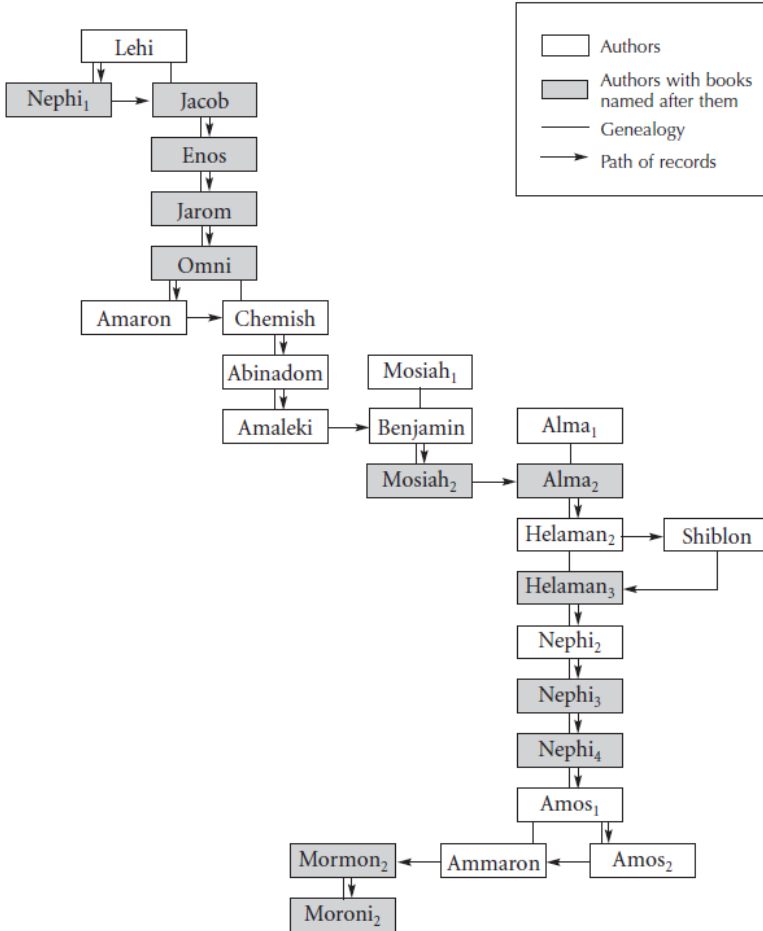 Lehi
Authors
Nephi₁
Jacob
Authors with books
named after them
Genealogy
Enos
Path of records
Jarom
Omni
Amaron
Chemish
Abinadom
Mosiah₁
Amaleki
Benjamin
Alma₁
Mosiah₂
Alma₂
Helaman₂
Shiblon
Helaman₃
Nephi₂
Nephi₃
Nephi₄
Amos₁
Mormon₂
Ammaron
Amos₂
Moroni₂